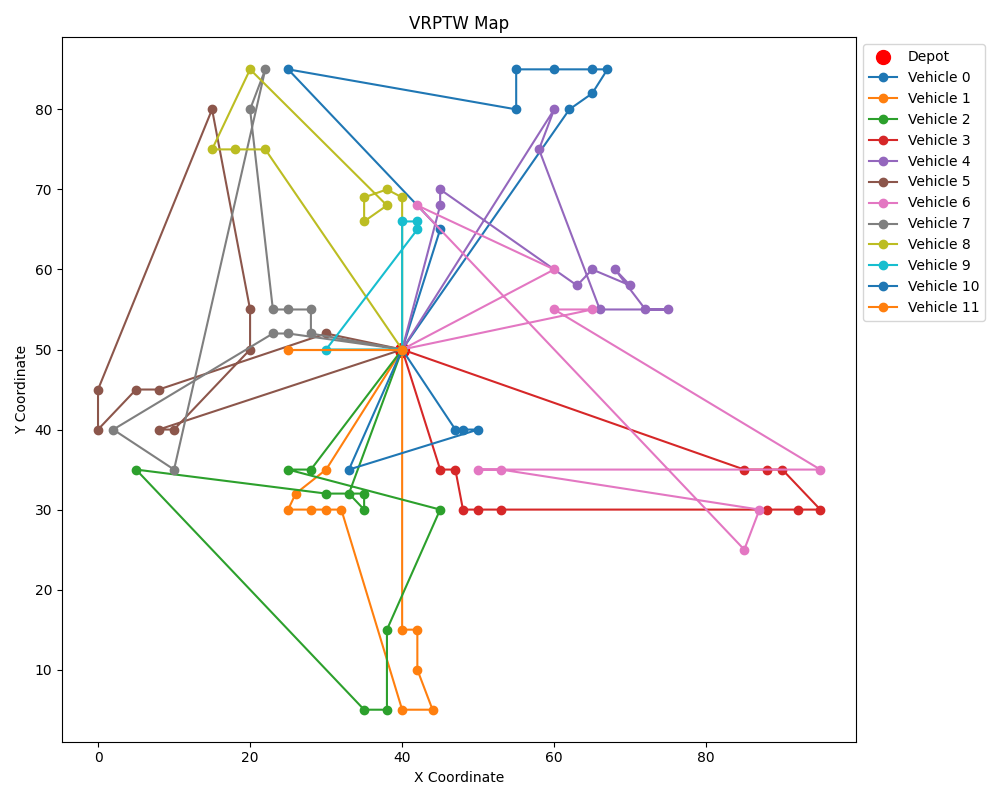 VRPTW Map
Y Coordinate
80
70
60
50
40
30
20
10
0
20
40
60
80
X Coordinate
Depot
Vehicle 0
Vehicle 1
Vehicle 2
Vehicle 3
Vehicle 4
Vehicle 5
Vehicle 6
Vehicle 7
Vehicle 8
Vehicle 9
Vehicle 10
Vehicle 11